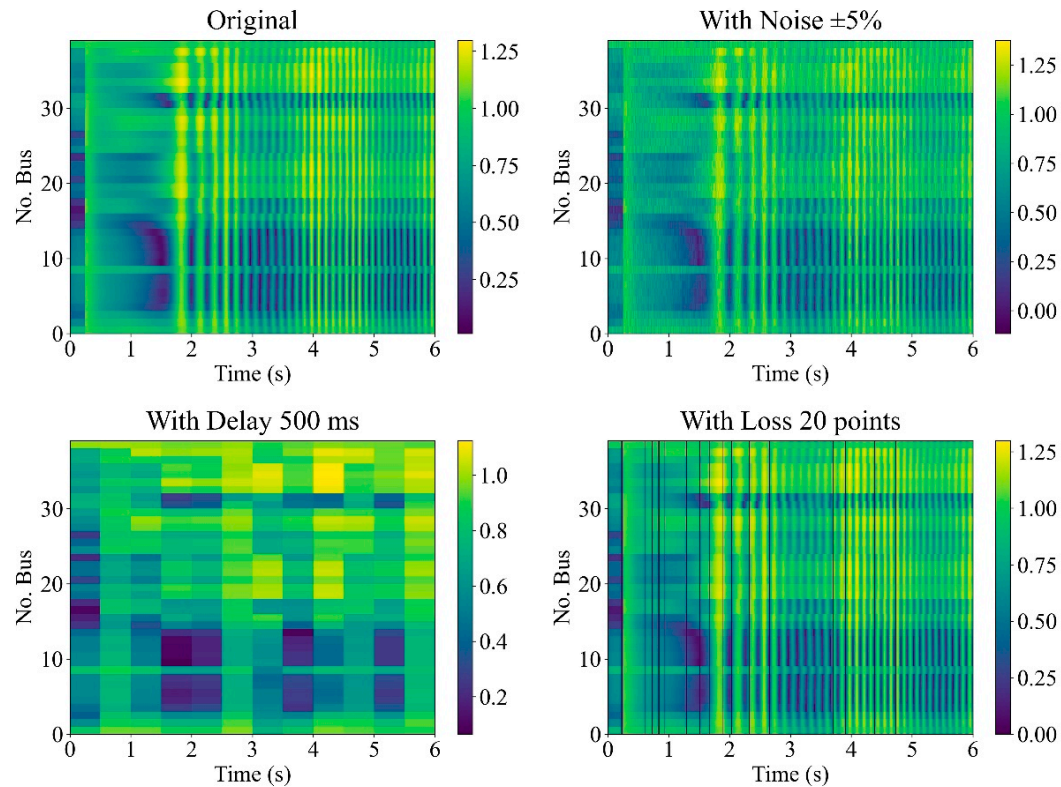 Original
1.25
1.00
0.75
0.50
0.25
30
20
10
0
No. Bus
0 1 2 3 4 5 6
Time (s)
With Noise ±5%
1.25
1.00
0.75
0.50
0.25
0.00
30
20
10
0
No. Bus
0 1 2 3 4 5 6
Time (s)
With Delay 500 ms
1.0
0.8
0.6
0.4
0.2
30
20
10
0
No. Bus
0 1 2 3 4 5 6
Time (s)
With Loss 20 points
1.25
1.00
0.75
0.50
0.25
0.00
30
20
10
0
No. Bus
0 1 2 3 4 5 6
Time (s)